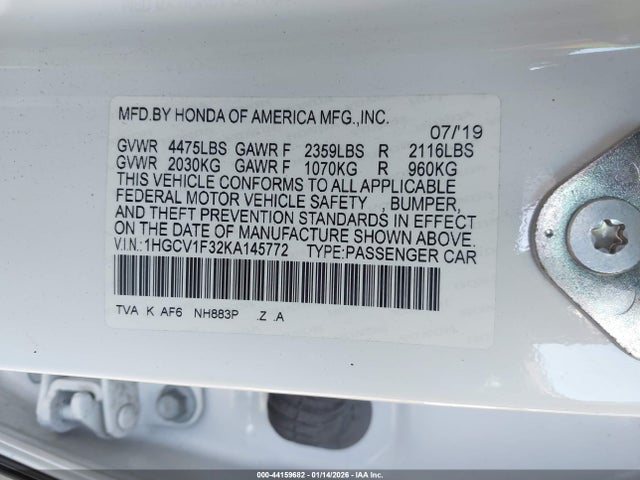 MFD.BY HONDA OF AMERICA MFG.,INC.
07/'19
GVWR 4475LBS GAWR F 2359LBS R 2116LBS
GVWR 2030KG GAWR F 1070KG R 960KG
THIS VEHICLE CONFORMS TO ALL APPLICABLE
FEDERAL MOTOR VEHICLE SAFETY , BUMPER,
AND THEFT PREVENTION STANDARDS IN EFFECT
ON THE DATE OF MANUFACTURE SHOWN ABOVE.
V.I.N.: 1HGCV1F32KA145772 TYPE:PASSENGER CAR
TVA K AF6 NH883P .Z .A
000-44159682 - 01/14/2026 - IAA Inc.